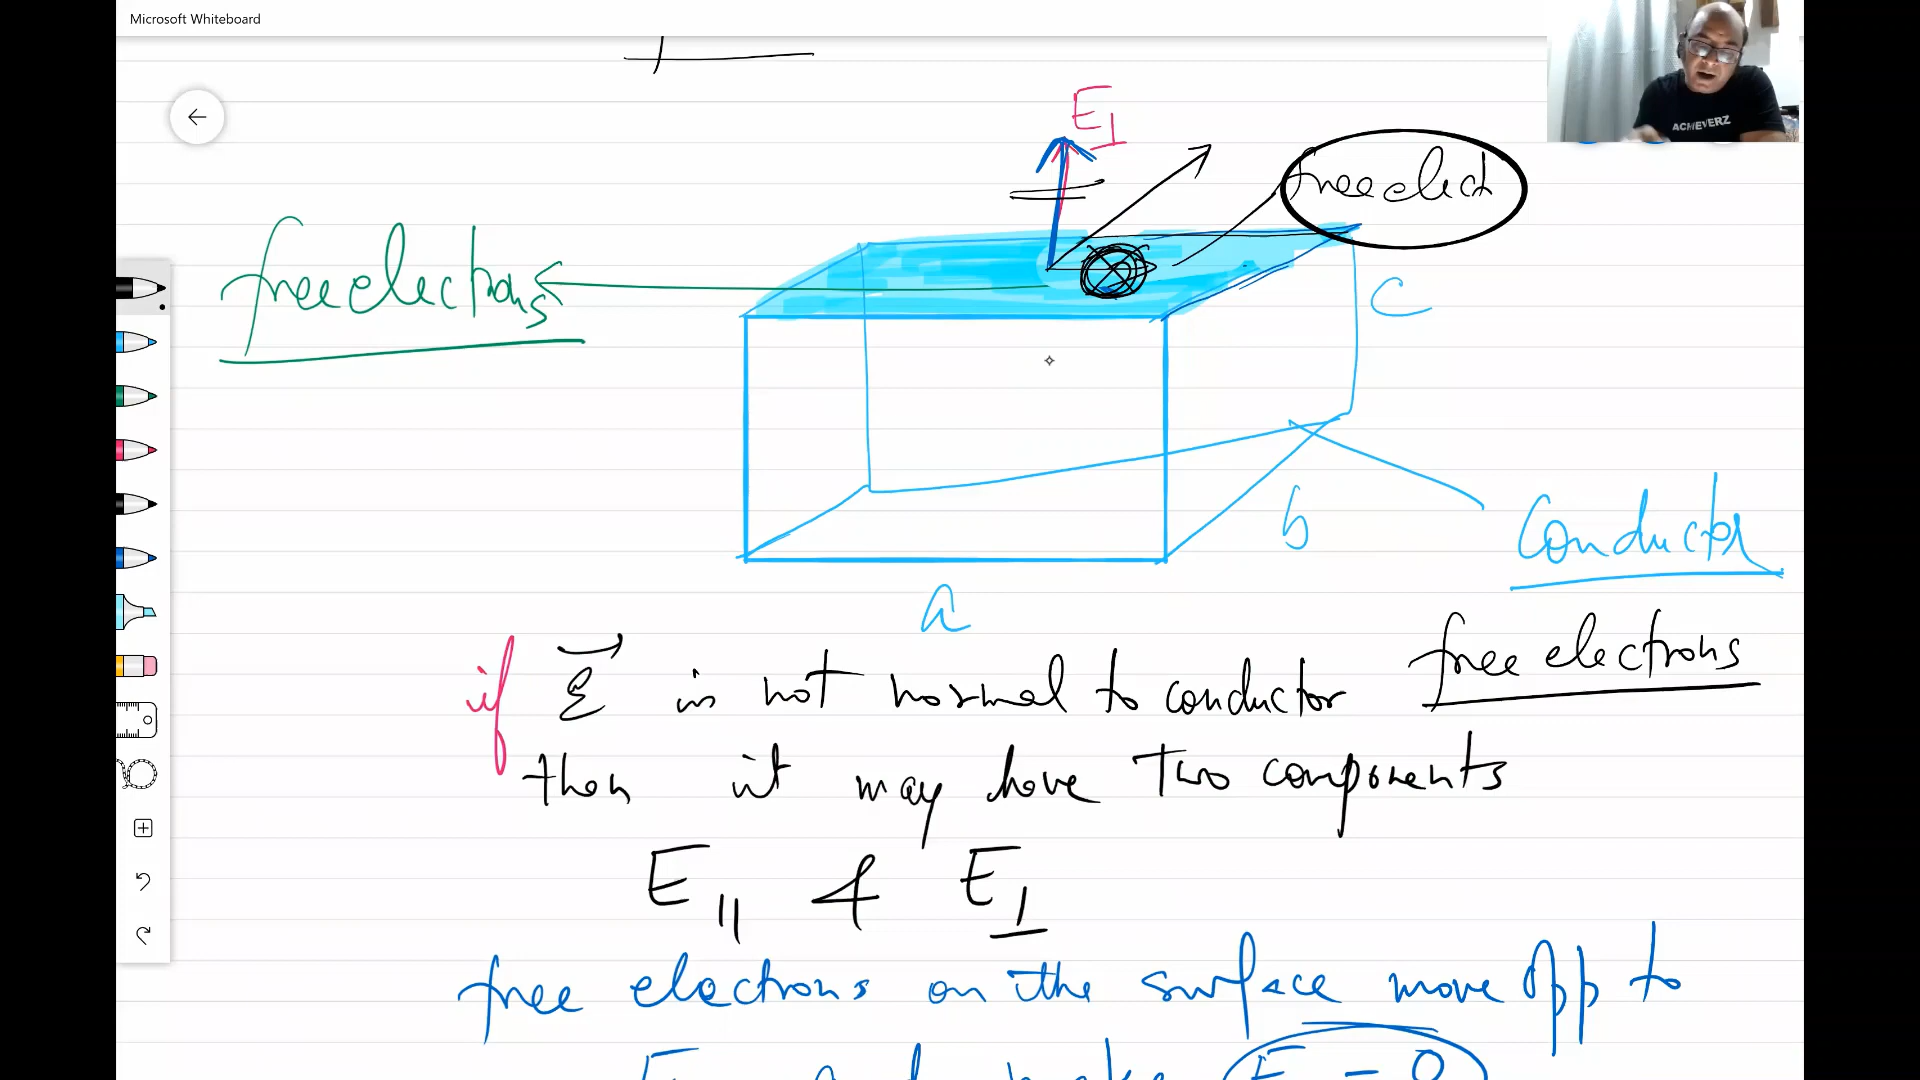 Microsoft Whiteboard
ACHIEVERZ
E⊥
free elect
free electrons
c
b
conductor
a
free electrons
if E is not normal to conductor
then it may have two components
E|| & E⊥
free electrons on the surface move opp to